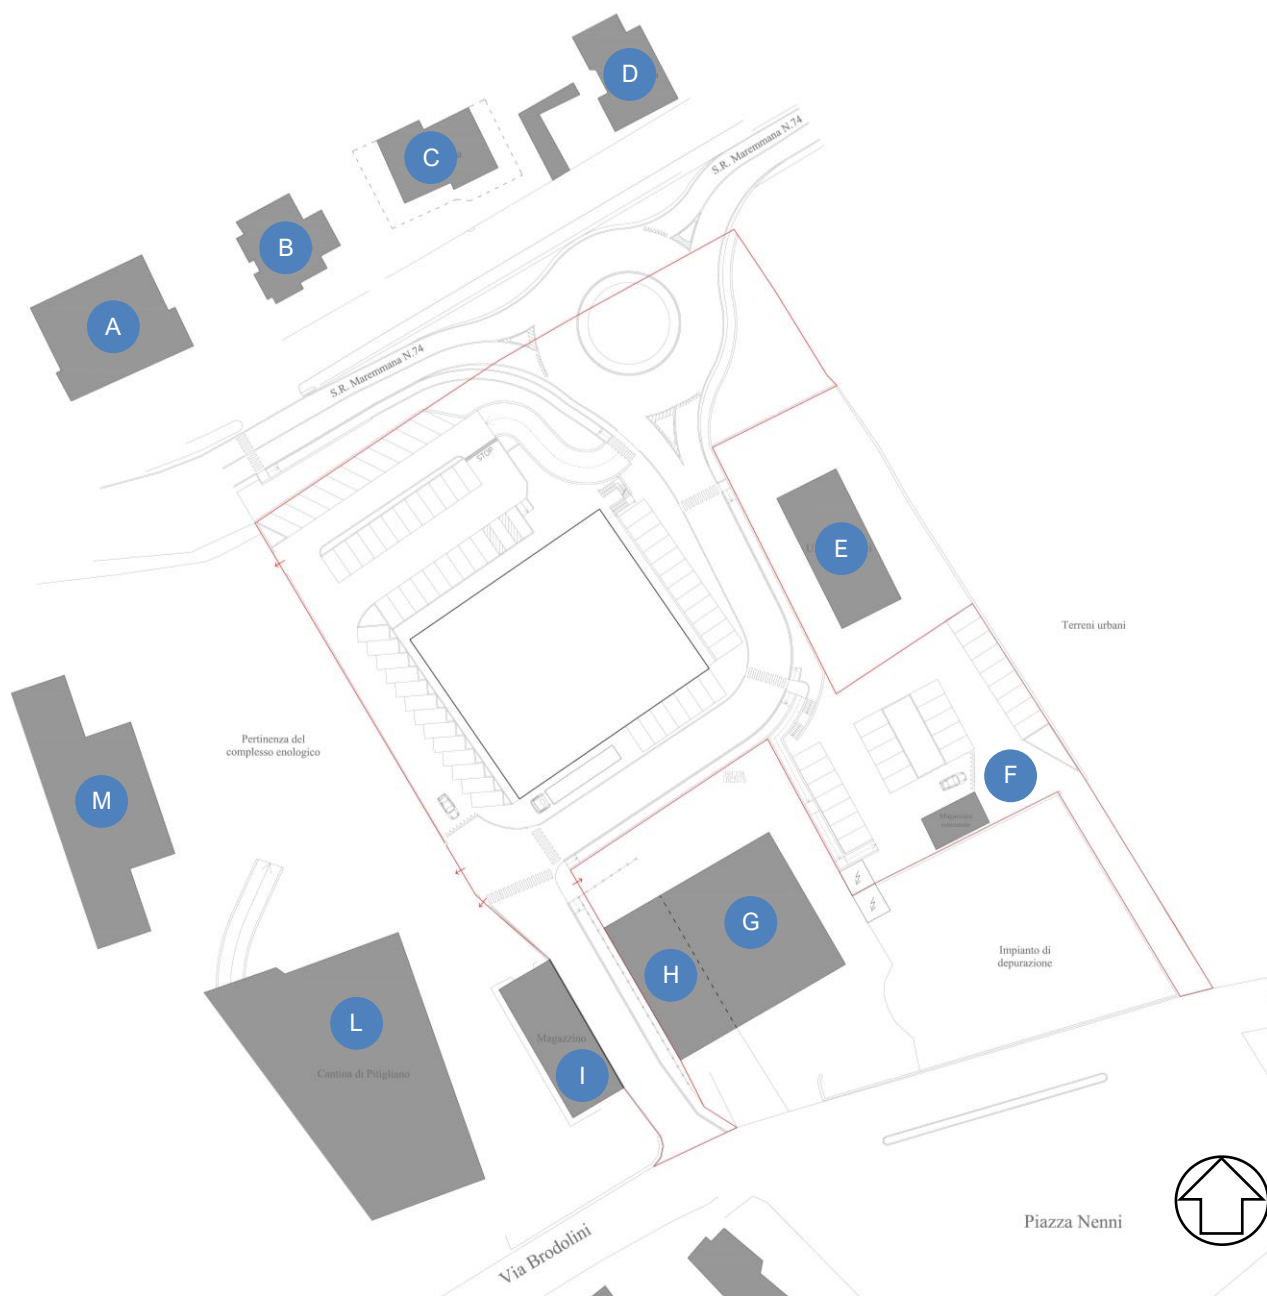 D
C
S.R. Maremmana N.74
B
A
S.R. Maremmana N.74
STOP
E
Terreni urbani
Pertinenza del
complesso enologico
F
M
Magazzino
G
Impianto di
depurazione
H
L
Magazzino
Cantina di Pitigliano
I
Piazza Nenni
Via Brodolini